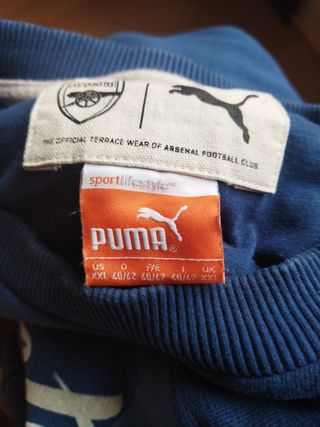 Arsenal
THE OFFICIAL TERRACE WEAR OF ARSENAL FOOTBALL CLUB
sportlifestyle
PUMA®
US D F/E I UK
XXL 60/62 60/62 60/62 XXL